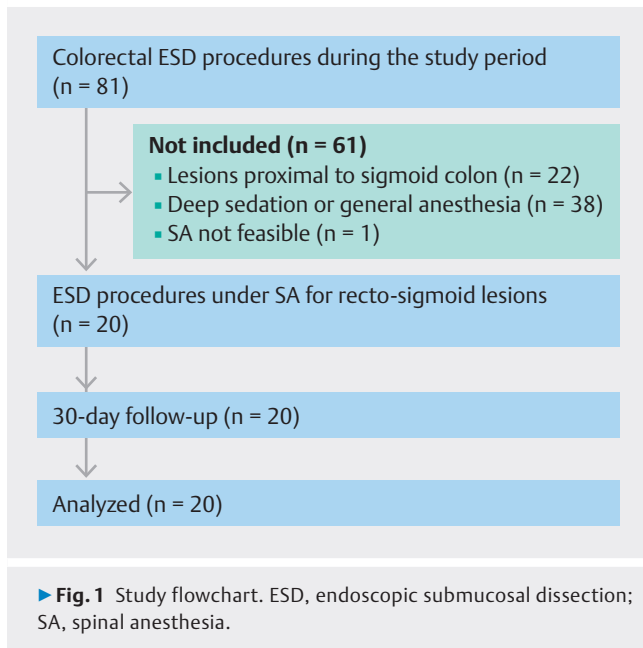 Colorectal ESD procedures during the study period
(n = 81)
Not included (n = 61)
▪ Lesions proximal to sigmoid colon (n = 22)
▪ Deep sedation or general anesthesia (n = 38)
▪ SA not feasible (n = 1)
ESD procedures under SA for recto-sigmoid lesions
(n = 20)
30-day follow-up (n = 20)
Analyzed (n = 20)
▶ Fig. 1 Study flowchart. ESD, endoscopic submucosal dissection;
SA, spinal anesthesia.